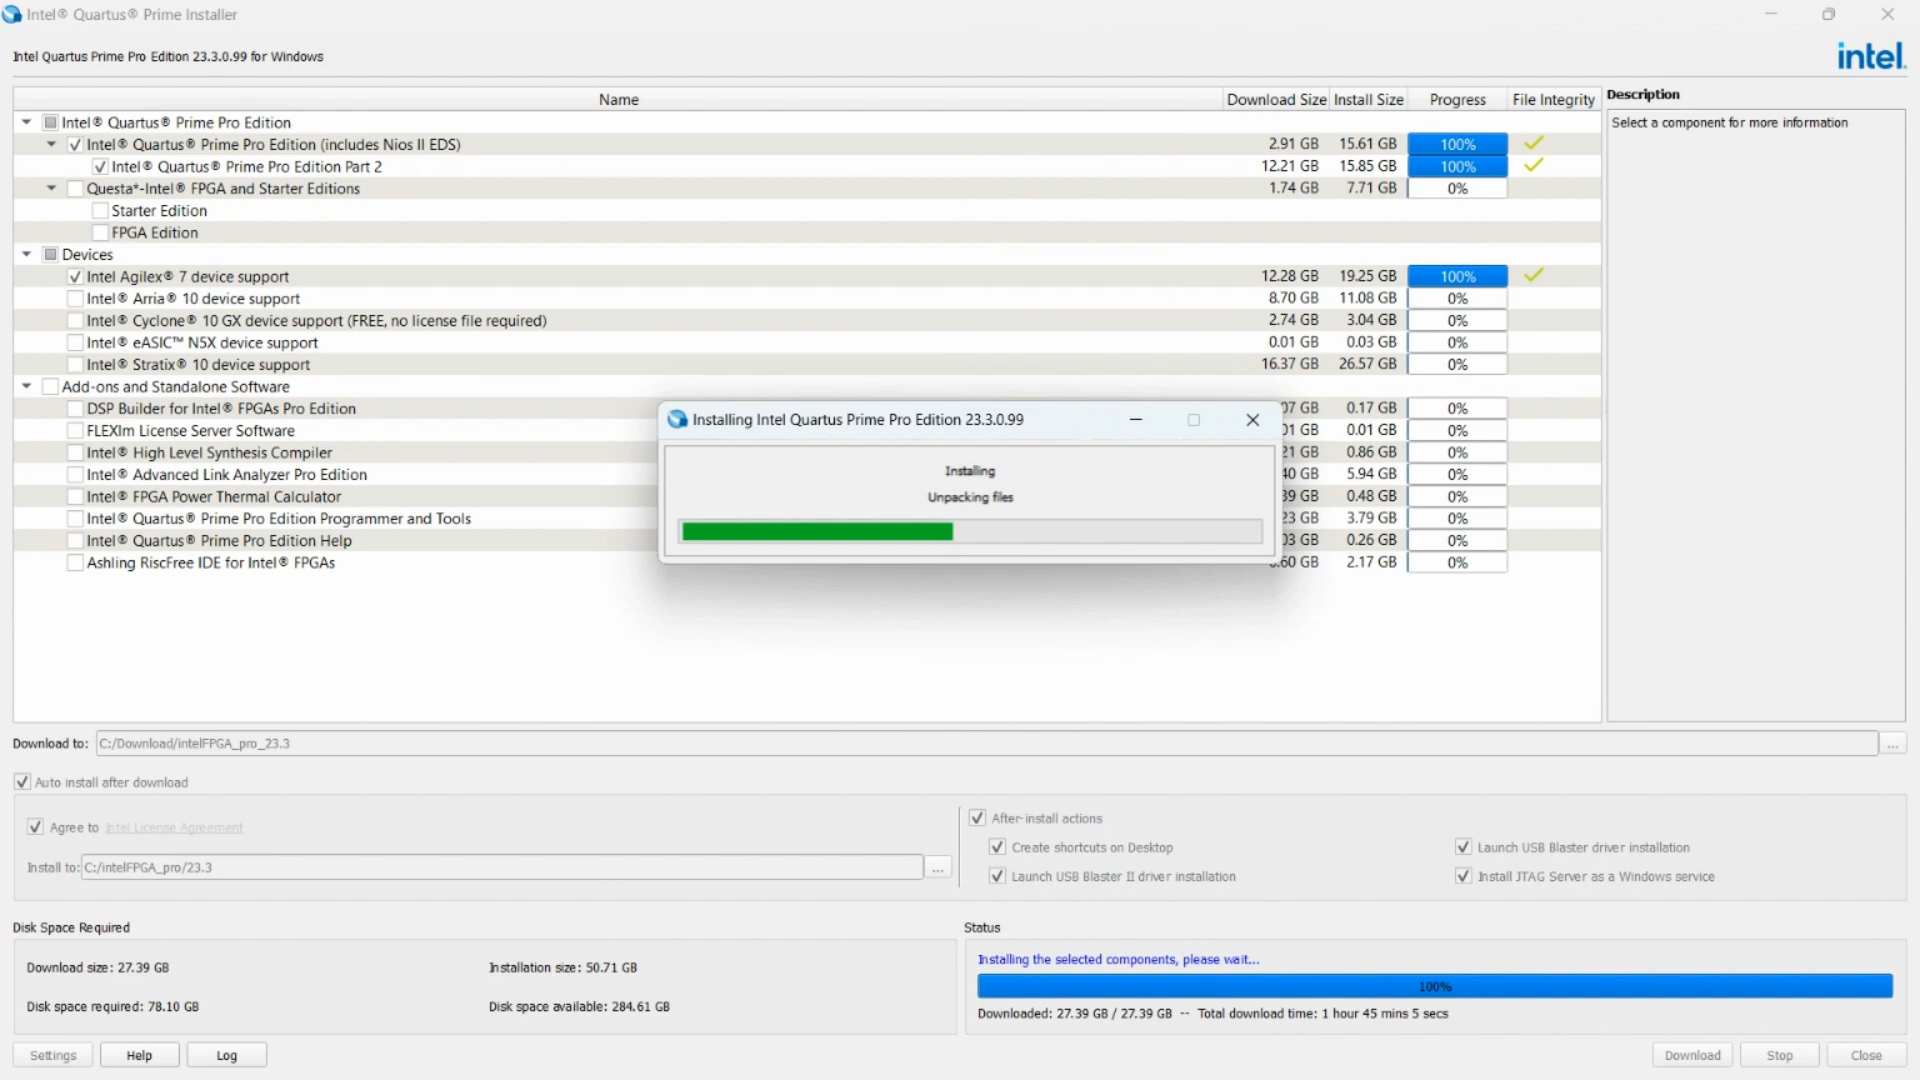 Intel® Quartus® Prime Installer
Intel Quartus Prime Pro Edition 23.3.0.99 for Windows
intel.
Name Download Size Install Size Progress File Integrity
Intel® Quartus® Prime Pro Edition
Intel® Quartus® Prime Pro Edition (includes Nios II EDS) 2.91 GB 15.61 GB 100%
Intel® Quartus® Prime Pro Edition Part 2 12.21 GB 15.85 GB 100%
Questa*-Intel® FPGA and Starter Editions 1.74 GB 7.71 GB 0%
Starter Edition
FPGA Edition
Devices
Intel Agilex® 7 device support 12.28 GB 19.25 GB 100%
Intel® Arria® 10 device support 8.70 GB 11.08 GB 0%
Intel® Cyclone® 10 GX device support (FREE, no license file required) 2.74 GB 3.04 GB 0%
Intel® eASIC™ N5X device support 0.01 GB 0.03 GB 0%
Intel® Stratix® 10 device support 16.37 GB 26.57 GB 0%
Add-ons and Standalone Software
DSP Builder for Intel® FPGAs Pro Edition 07 GB 0.17 GB 0%
FLEXlm License Server Software 01 GB 0.01 GB 0%
Intel® High Level Synthesis Compiler 21 GB 0.86 GB 0%
Intel® Advanced Link Analyzer Pro Edition 40 GB 5.94 GB 0%
Intel® FPGA Power Thermal Calculator 39 GB 0.48 GB 0%
Intel® Quartus® Prime Pro Edition Programmer and Tools 23 GB 3.79 GB 0%
Intel® Quartus® Prime Pro Edition Help 03 GB 0.26 GB 0%
Ashling RiscFree IDE for Intel® FPGAs .60 GB 2.17 GB 0%
Description
Select a component for more information
Installing Intel Quartus Prime Pro Edition 23.3.0.99
Installing
Unpacking files
Download to: C:/Download/intelFPGA_pro_23.3 ...
Auto install after download
Agree to Intel License Agreement
Install to: C:/intelFPGA_pro/23.3 ...
After-install actions
Create shortcuts on Desktop
Launch USB Blaster driver installation
Launch USB Blaster II driver installation
Install JTAG Server as a Windows service
Disk Space Required
Download size: 27.39 GB
Installation size: 50.71 GB
Disk space required: 78.10 GB
Disk space available: 284.61 GB
Status
Installing the selected components, please wait...
100%
Downloaded: 27.39 GB / 27.39 GB -- Total download time: 1 hour 45 mins 5 secs
Settings Help Log Download Stop Close